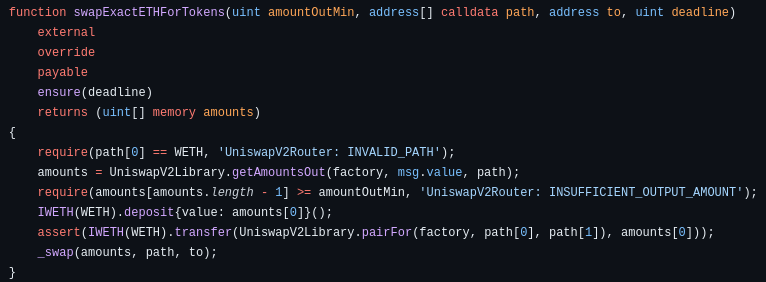 function swapExactETHForTokens(uint amountOutMin, address[] calldata path, address to, uint deadline)
    external
    override
    payable
    ensure(deadline)
    returns (uint[] memory amounts)
{
    require(path[0] == WETH, 'UniswapV2Router: INVALID_PATH');
    amounts = UniswapV2Library.getAmountsOut(factory, msg.value, path);
    require(amounts[amounts.length - 1] >= amountOutMin, 'UniswapV2Router: INSUFFICIENT_OUTPUT_AMOUNT');
    IWETH(WETH).deposit{value: amounts[0]}();
    assert(IWETH(WETH).transfer(UniswapV2Library.pairFor(factory, path[0], path[1]), amounts[0]));
    _swap(amounts, path, to);
}